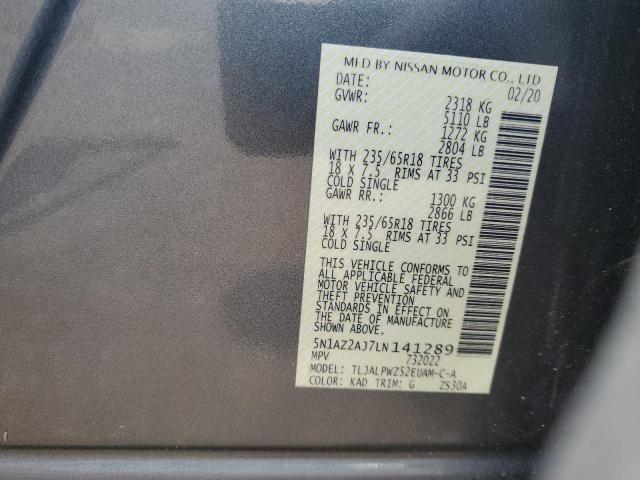 MFD BY NISSAN MOTOR CO., LTD
DATE: 02/20
GVWR: 2318 KG
5110 LB
GAWR FR.: 1272 KG
2804 LB
WITH 235/65R18 TIRES
18 X 7.5 RIMS AT 33 PSI
COLD SINGLE
GAWR RR.: 1300 KG
2866 LB
WITH 235/65R18 TIRES
18 X 7.5 RIMS AT 33 PSI
COLD SINGLE
THIS VEHICLE CONFORMS TO
ALL APPLICABLE FEDERAL
MOTOR VEHICLE SAFETY AND
THEFT PREVENTION
STANDARDS IN EFFECT ON
THE DATE OF MANUFACTURE
SHOWN ABOVE.
5N1AZ2AJ7LN141289
MPV 732022
MODEL: TLJALPWZ52EUAM-C-A
COLOR: KAD TRIM: G 2S30A